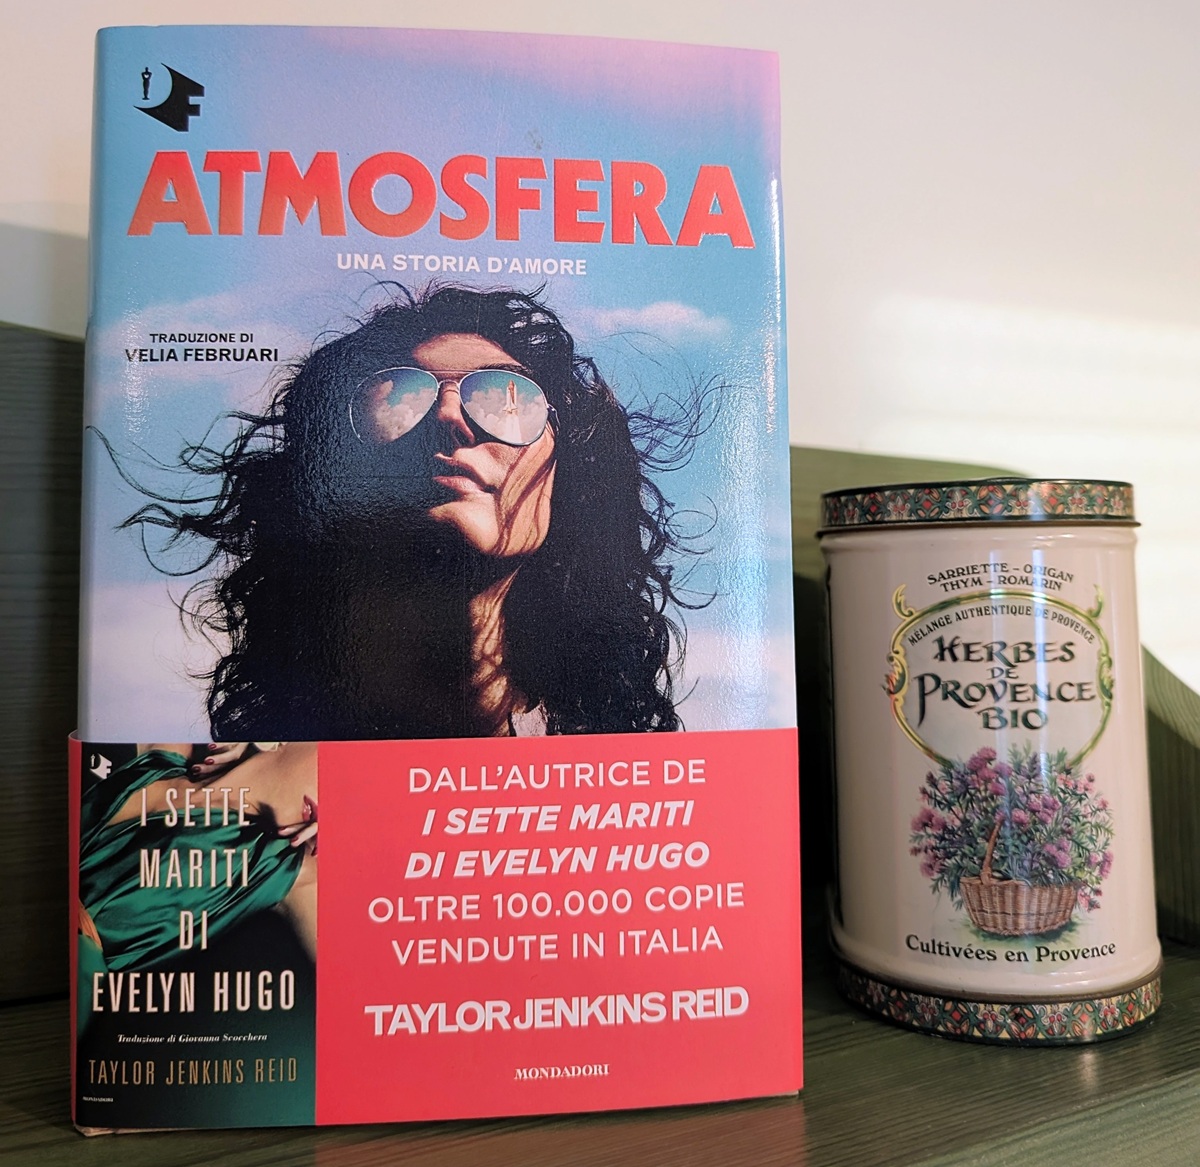 F
ATMOSFERA
UNA STORIA D'AMORE
TRADUZIONE DI
VELIA FEBRUARI
I SETTE
MARITI
DI
EVELYN HUGO
Traduzione di Giovanna Scocchera
TAYLOR JENKINS REID
DALL'AUTRICE DE
I SETTE MARITI
DI EVELYN HUGO
OLTRE 100.000 COPIE
VENDUTE IN ITALIA
TAYLOR JENKINS REID
MONDADORI
SARRIETTE - ORIGAN
THYM - ROMARIN
MÉLANGE AUTHENTIQUE DE PROVENCE
HERBES
DE
PROVENCE
BIO
Cultivées en Provence